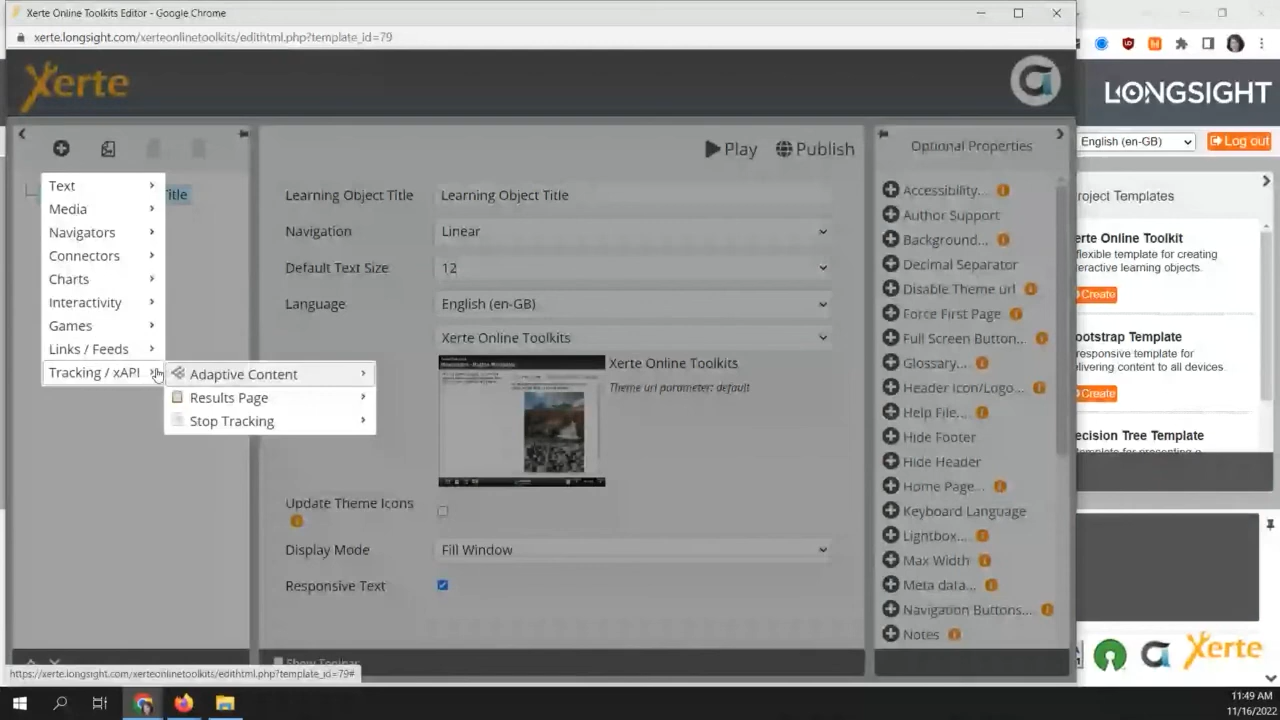 Xerte Online Toolkits Editor - Google Chrome
xerte.longsight.com/xerteonlinetoolkits/edithtml.php?template_id=79
Xerte
LONGSIGHT
English (en-GB)
Log out
Play
Publish
Text
Media
Navigators
Connectors
Charts
Interactivity
Games
Links / Feeds
Tracking / xAPI
Adaptive Content
Results Page
Stop Tracking
Learning Object Title Learning Object Title
Navigation Linear
Default Text Size 12
Language English (en-GB)
Xerte Online Toolkits
Xerte Online Toolkits
Theme url parameter: default
Update Theme Icons
Display Mode Fill Window
Responsive Text
Optional Properties
Accessibility...
Author Support
Background...
Decimal Separator
Disable Theme url
Force First Page
Full Screen Button...
Glossary...
Header Icon/Logo...
Help File...
Hide Footer
Hide Header
Home Page...
Keyboard Language
Lightbox...
Max Width
Meta data...
Navigation Buttons...
Notes
roject Templates
erte Online Toolkit
flexible template for creating
teractive learning objects.
Create
ootstrap Template
responsive template for
elivering content to all devices.
Create
ecision Tree Template
Show Toolbar
https://xerte.longsight.com/xerteonlinetoolkits/edithtml.php?template_id=79#
Xerte
11:49 AM
11/16/2022